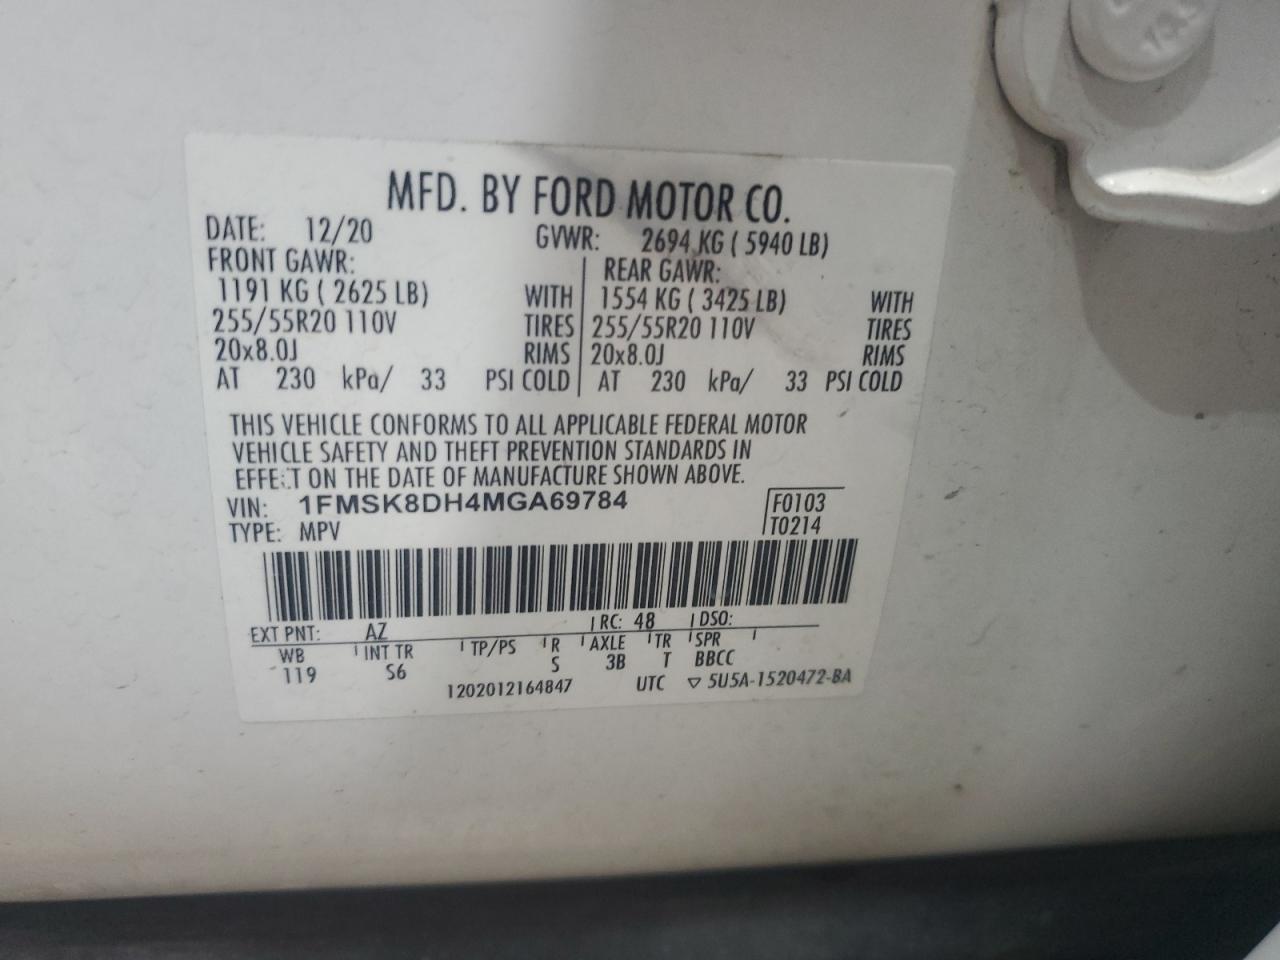 MFD. BY FORD MOTOR CO.
DATE: 12/20 GVWR: 2694 KG ( 5940 LB)
FRONT GAWR: REAR GAWR:
1191 KG ( 2625 LB) WITH 1554 KG ( 3425 LB) WITH
255/55R20 110V TIRES 255/55R20 110V TIRES
20x8.0J RIMS 20x8.0J RIMS
AT 230 kPa/ 33 PSI COLD AT 230 kPa/ 33 PSI COLD
THIS VEHICLE CONFORMS TO ALL APPLICABLE FEDERAL MOTOR
VEHICLE SAFETY AND THEFT PREVENTION STANDARDS IN
EFFECT ON THE DATE OF MANUFACTURE SHOWN ABOVE.
VIN: 1FMSK8DH4MGA69784 F0103
TYPE: MPV T0214
EXT PNT: AZ RC: 48 DSO:
WB INT TR TP/PS R AXLE TR SPR
119 S6 S 3B T BBCC
1202012164847 UTC ▽ 5U5A-1520472-BA